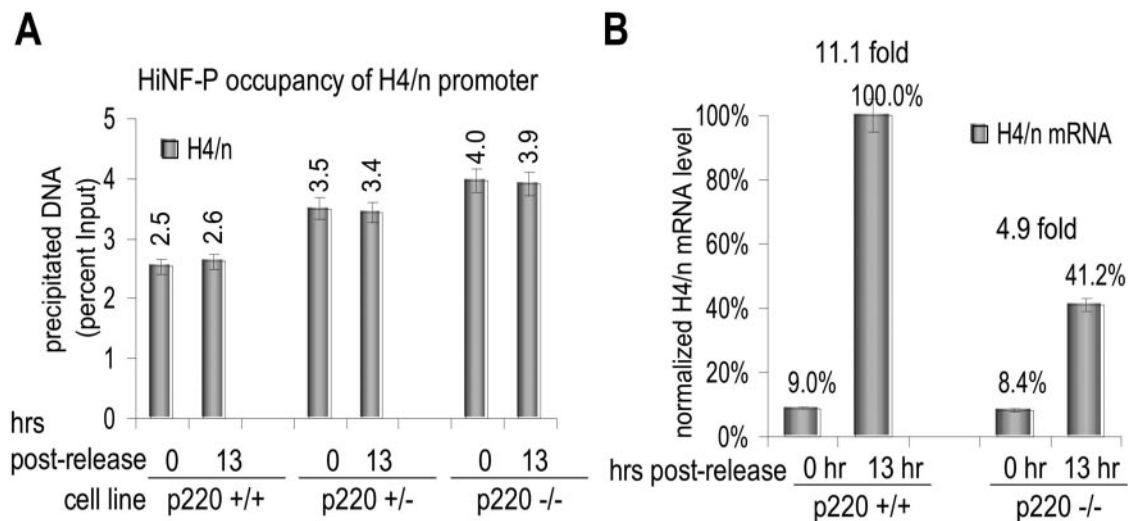 A
HiNF-P occupancy of H4/n promoter
precipitated DNA
(percent Input)
5
4
3
2
1
0
H4/n
2.5
2.6
3.5
3.4
4.0
3.9
hrs
post-release 0 13 0 13 0 13
cell line p220 +/+ p220 +/- p220 -/-
B
11.1 fold
normalized H4/n mRNA level
100%
80%
60%
40%
20%
0%
100.0%
H4/n mRNA
4.9 fold
41.2%
9.0%
8.4%
hrs post-release 0 hr 13 hr 0 hr 13 hr
p220 +/+ p220 -/-